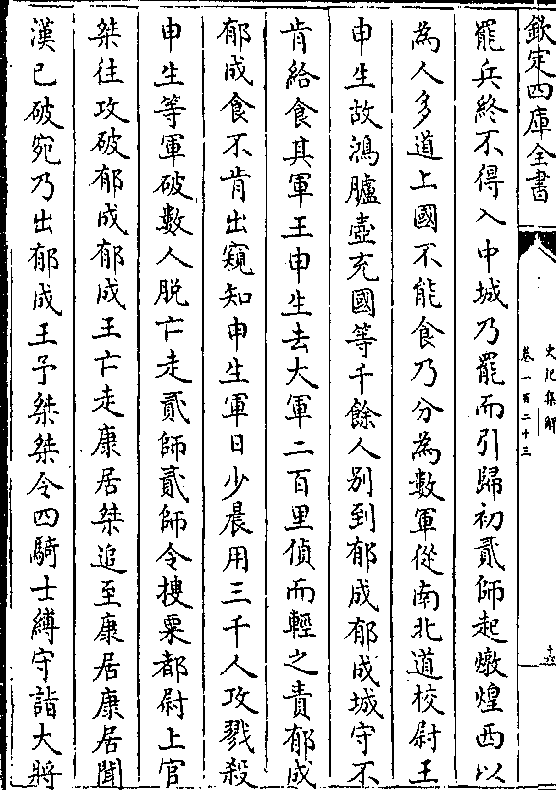 欽定四庫全書
史記集解
卷一百二十三
罷兵終不得入中城乃罷而引歸初貳師起燉煌西以
為人多道上國不能食乃分為數軍從南北道校尉王
申生故鴻臚壺充國等千餘人别到郁成郁成城守不
肯給食其軍王申生去大軍二百里偵而輕之責郁成
郁成食不肯出窺知申生軍日少晨用三千人攻戮殺
申生等軍破數人脱亡走貳師貳師令搜粟都尉上官
桀往攻破郁成郁成王亡走康居桀追至康居康居聞
漢已破宛乃出郁成王予桀桀令四騎士縛守詣大將